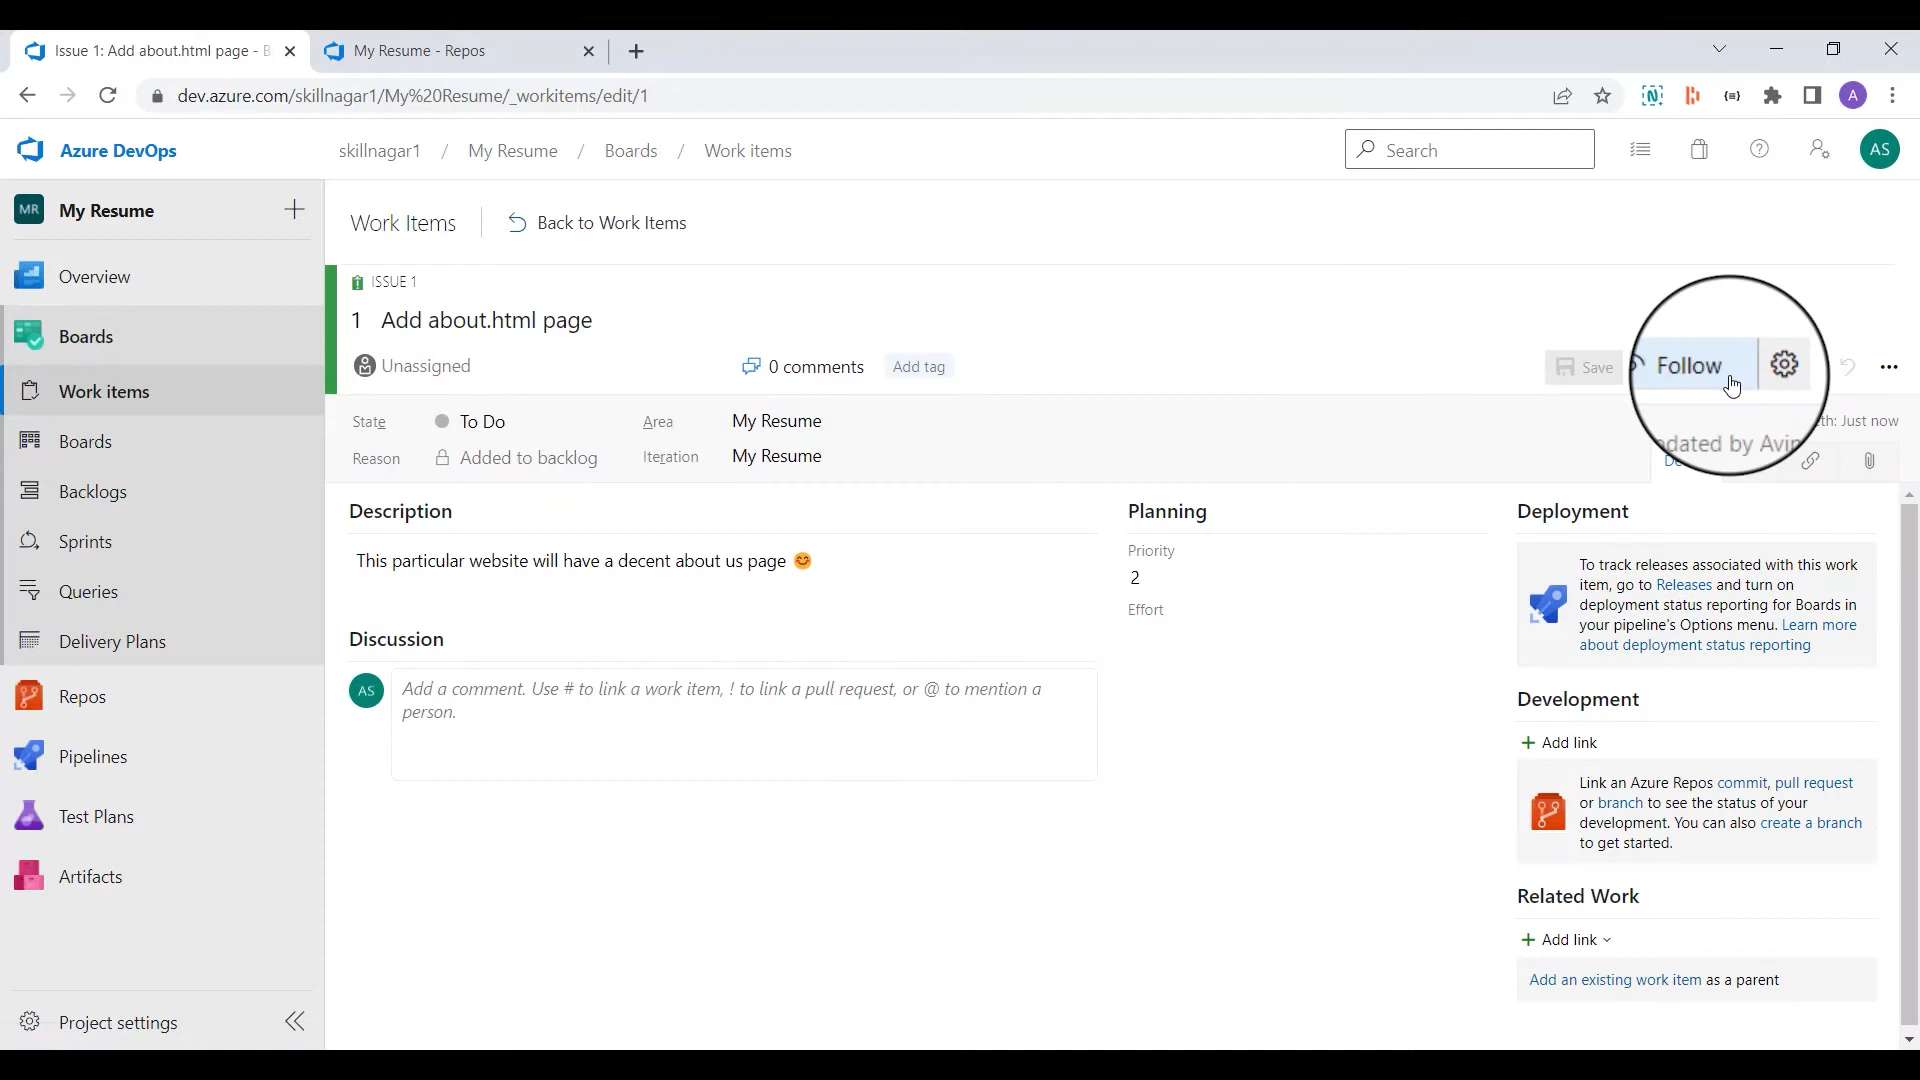 Issue 1: Add about.html page - B
My Resume - Repos
dev.azure.com/skillnagar1/My%20Resume/_workitems/edit/1
A
Azure DevOps
skillnagar1 / My Resume / Boards / Work items
Search
AS
MR My Resume
Overview
Boards
Work items
Boards
Backlogs
Sprints
Queries
Delivery Plans
Repos
Pipelines
Test Plans
Artifacts
Project settings
Work Items
Back to Work Items
ISSUE 1
1 Add about.html page
Unassigned
0 comments
Add tag
Save
Follow
State
To Do
Area
My Resume
Reason
Added to backlog
Iteration
My Resume
Just now
Description
This particular website will have a decent about us page 😊
Discussion
AS
Add a comment. Use # to link a work item, ! to link a pull request, or @ to mention a
person.
Planning
Priority
2
Effort
Deployment
To track releases associated with this work
item, go to Releases and turn on
deployment status reporting for Boards in
your pipeline's Options menu. Learn more
about deployment status reporting
Development
Add link
Link an Azure Repos commit, pull request
or branch to see the status of your
development. You can also create a branch
to get started.
Related Work
Add link
Add an existing work item as a parent